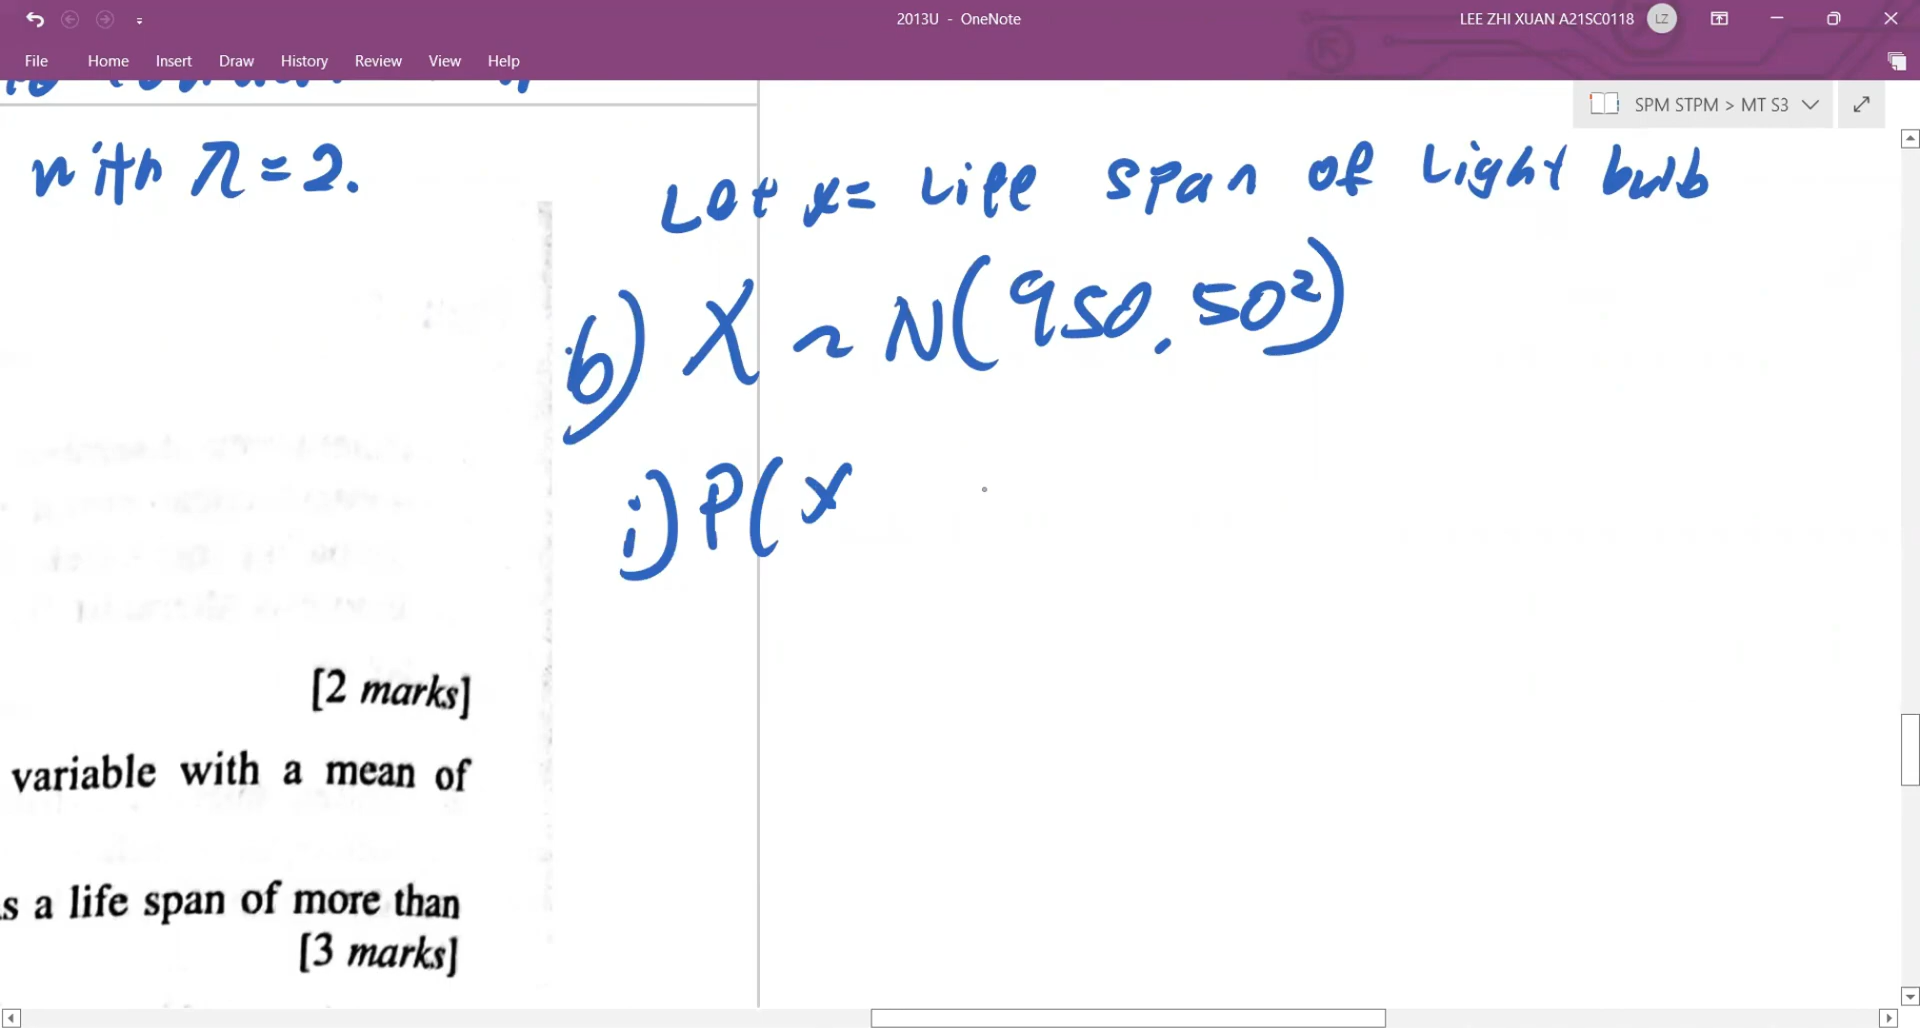 2013U - OneNote
LEE ZHI XUAN A21SC0118
LZ
File Home Insert Draw History Review View Help
SPM STPM > MT S3
with λ=2.
Let x= Life span of Light bulb
b) X ~ N(950, 50²)
i) P(x
[2 marks]
variable with a mean of
s a life span of more than
[3 marks]